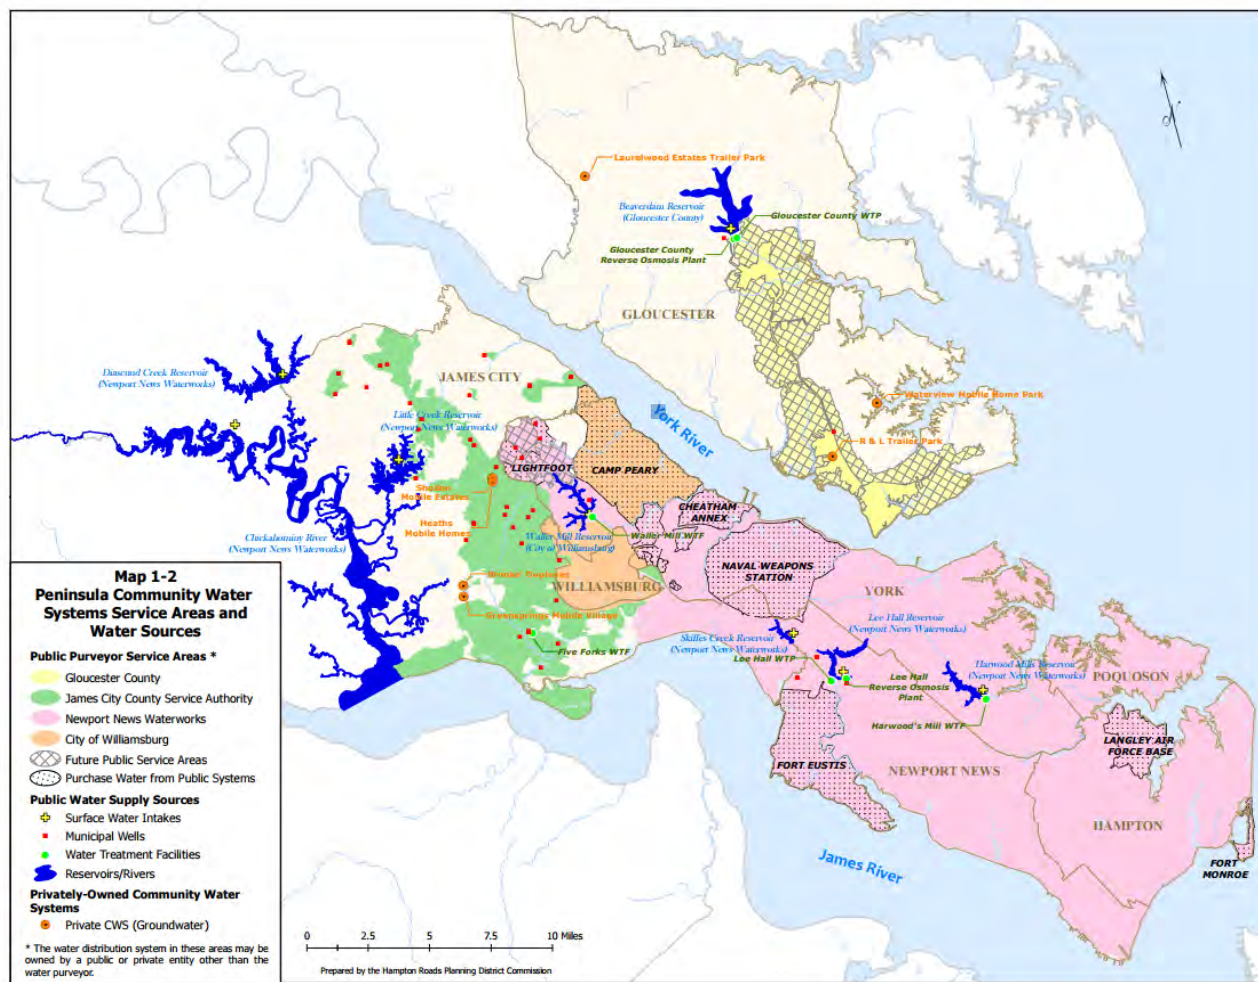 Laurelwood Estates Trailer Park
Beaverdam Reservoir
(Gloucester County)
Gloucester County WTP
Gloucester County
Reverse Osmosis Plant
GLOUCESTER
Diascund Creek Reservoir
(Newport News Waterworks)
JAMES CITY
Little Creek Reservoir
(Newport News Waterworks)
York River
Waterview Mobile Home Park
R & L Trailer Park
LIGHTFOOT
CAMP PEARY
Mobile Estates
Heaths
Mobile Homes
CHEATHAM
ANNEX
Chickahominy River
(Newport News Waterworks)
Waller Mill Reservoir
(City of Williamsburg)
Waller Mill WTF
NAVAL WEAPONS
STATION
WILLIAMSBURG
YORK
Greensprings Mobile Village
Five Forks WTF
Skiffes Creek Reservoir
(Newport News Waterworks)
Lee Hall Reservoir
(Newport News Waterworks)
Lee Hall WTP
Lee Hall
Reverse Osmosis
Plant
Harwood Mills Reservoir
(Newport News Waterworks)
POQUOSON
Harwood's Mill WTF
LANGLEY AIR
FORCE BASE
FORT EUSTIS
NEWPORT NEWS
HAMPTON
James River
FORT
MONROE
Map 1-2
Peninsula Community Water
Systems Service Areas and
Water Sources
Public Purveyor Service Areas *
Gloucester County
James City County Service Authority
Newport News Waterworks
City of Williamsburg
Future Public Service Areas
Purchase Water from Public Systems
Public Water Supply Sources
Surface Water Intakes
Municipal Wells
Water Treatment Facilities
Reservoirs/Rivers
Privately-Owned Community Water
Systems
Private CWS (Groundwater)
* The water distribution system in these areas may be
owned by a public or private entity other than the
water purveyor.
0 2.5 5 7.5 10 Miles
Prepared by the Hampton Roads Planning District Commission